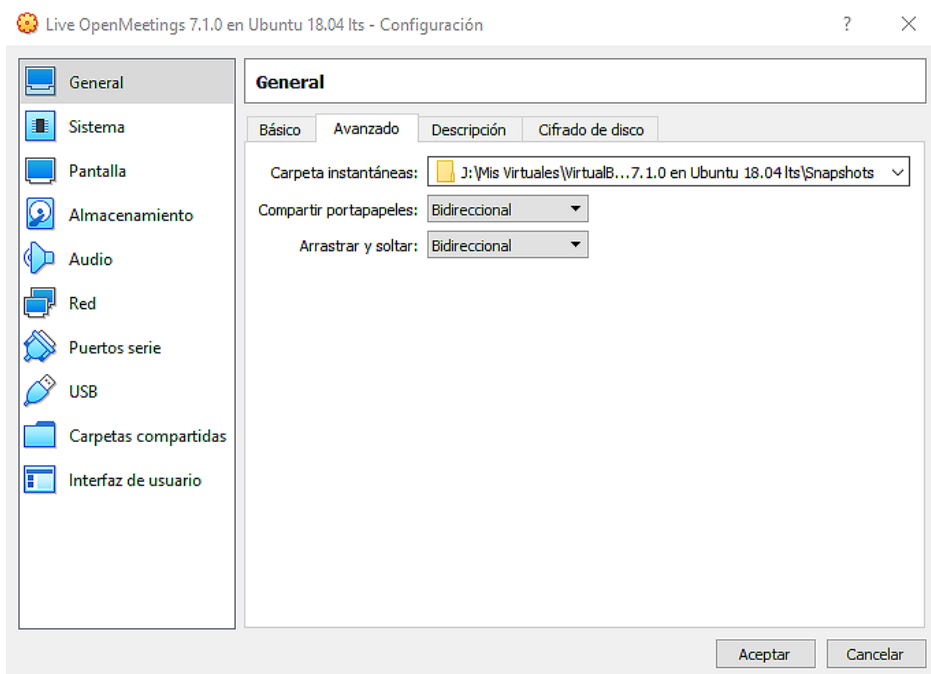 Live OpenMeetings 7.1.0 en Ubuntu 18.04 lts - Configuración
?
General
Sistema
Pantalla
Almacenamiento
Audio
Red
Puertos serie
USB
Carpetas compartidas
Interfaz de usuario
General
Básico Avanzado Descripción Cifrado de disco
Carpeta instantáneas: J:\Mis Virtuales\VirtualB...7.1.0 en Ubuntu 18.04 lts\Snapshots
Compartir portapapeles: Bidireccional
Arrastrar y soltar: Bidireccional
Aceptar Cancelar